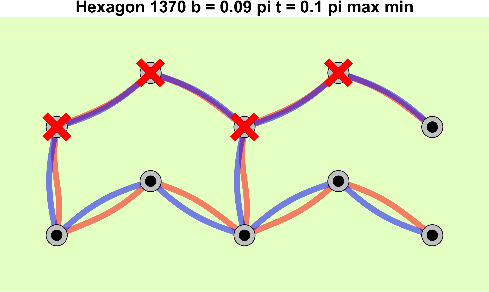 Hexagon 1370 b = 0.09 pi t = 0.1 pi max min